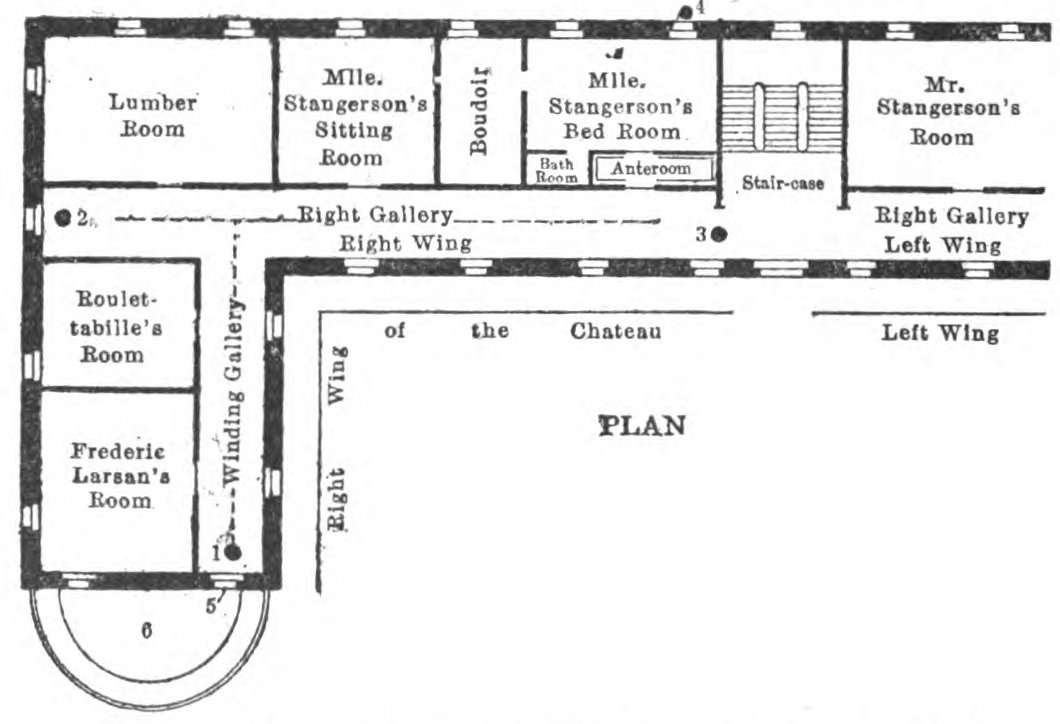 4
Lumber
Room
Mlle.
Stangerson's
Sitting
Room
Boudoir
Mlle.
Stangerson's
Bed Room
Bath
Room
Anteroom
Stair-case
Mr.
Stangerson's
Room
2
Right Gallery
Right Wing
3
Right Gallery
Left Wing
Roulet-
tabille's
Room
Winding Gallery
Frederic
Larsan's
Room
1
5
6
of the Chateau
Left Wing
Right Wing
PLAN